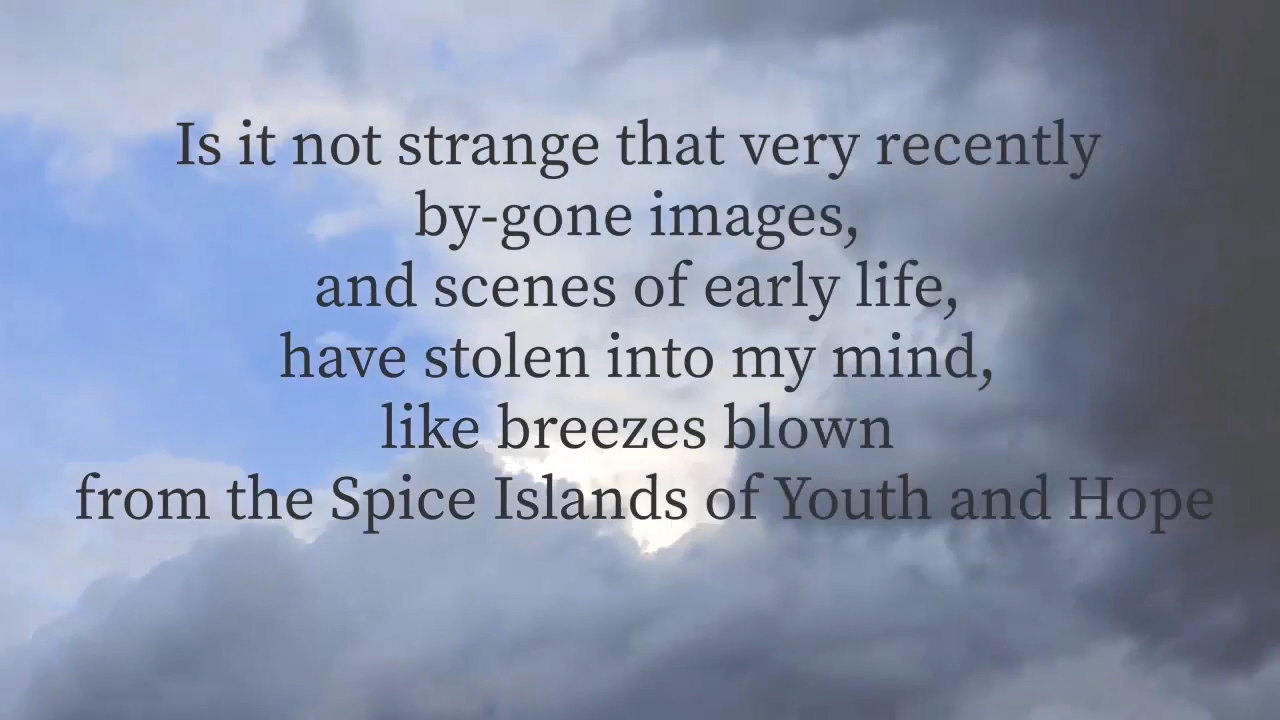 Is it not strange that very recently
by-gone images,
and scenes of early life,
have stolen into my mind,
like breezes blown
from the Spice Islands of Youth and Hope